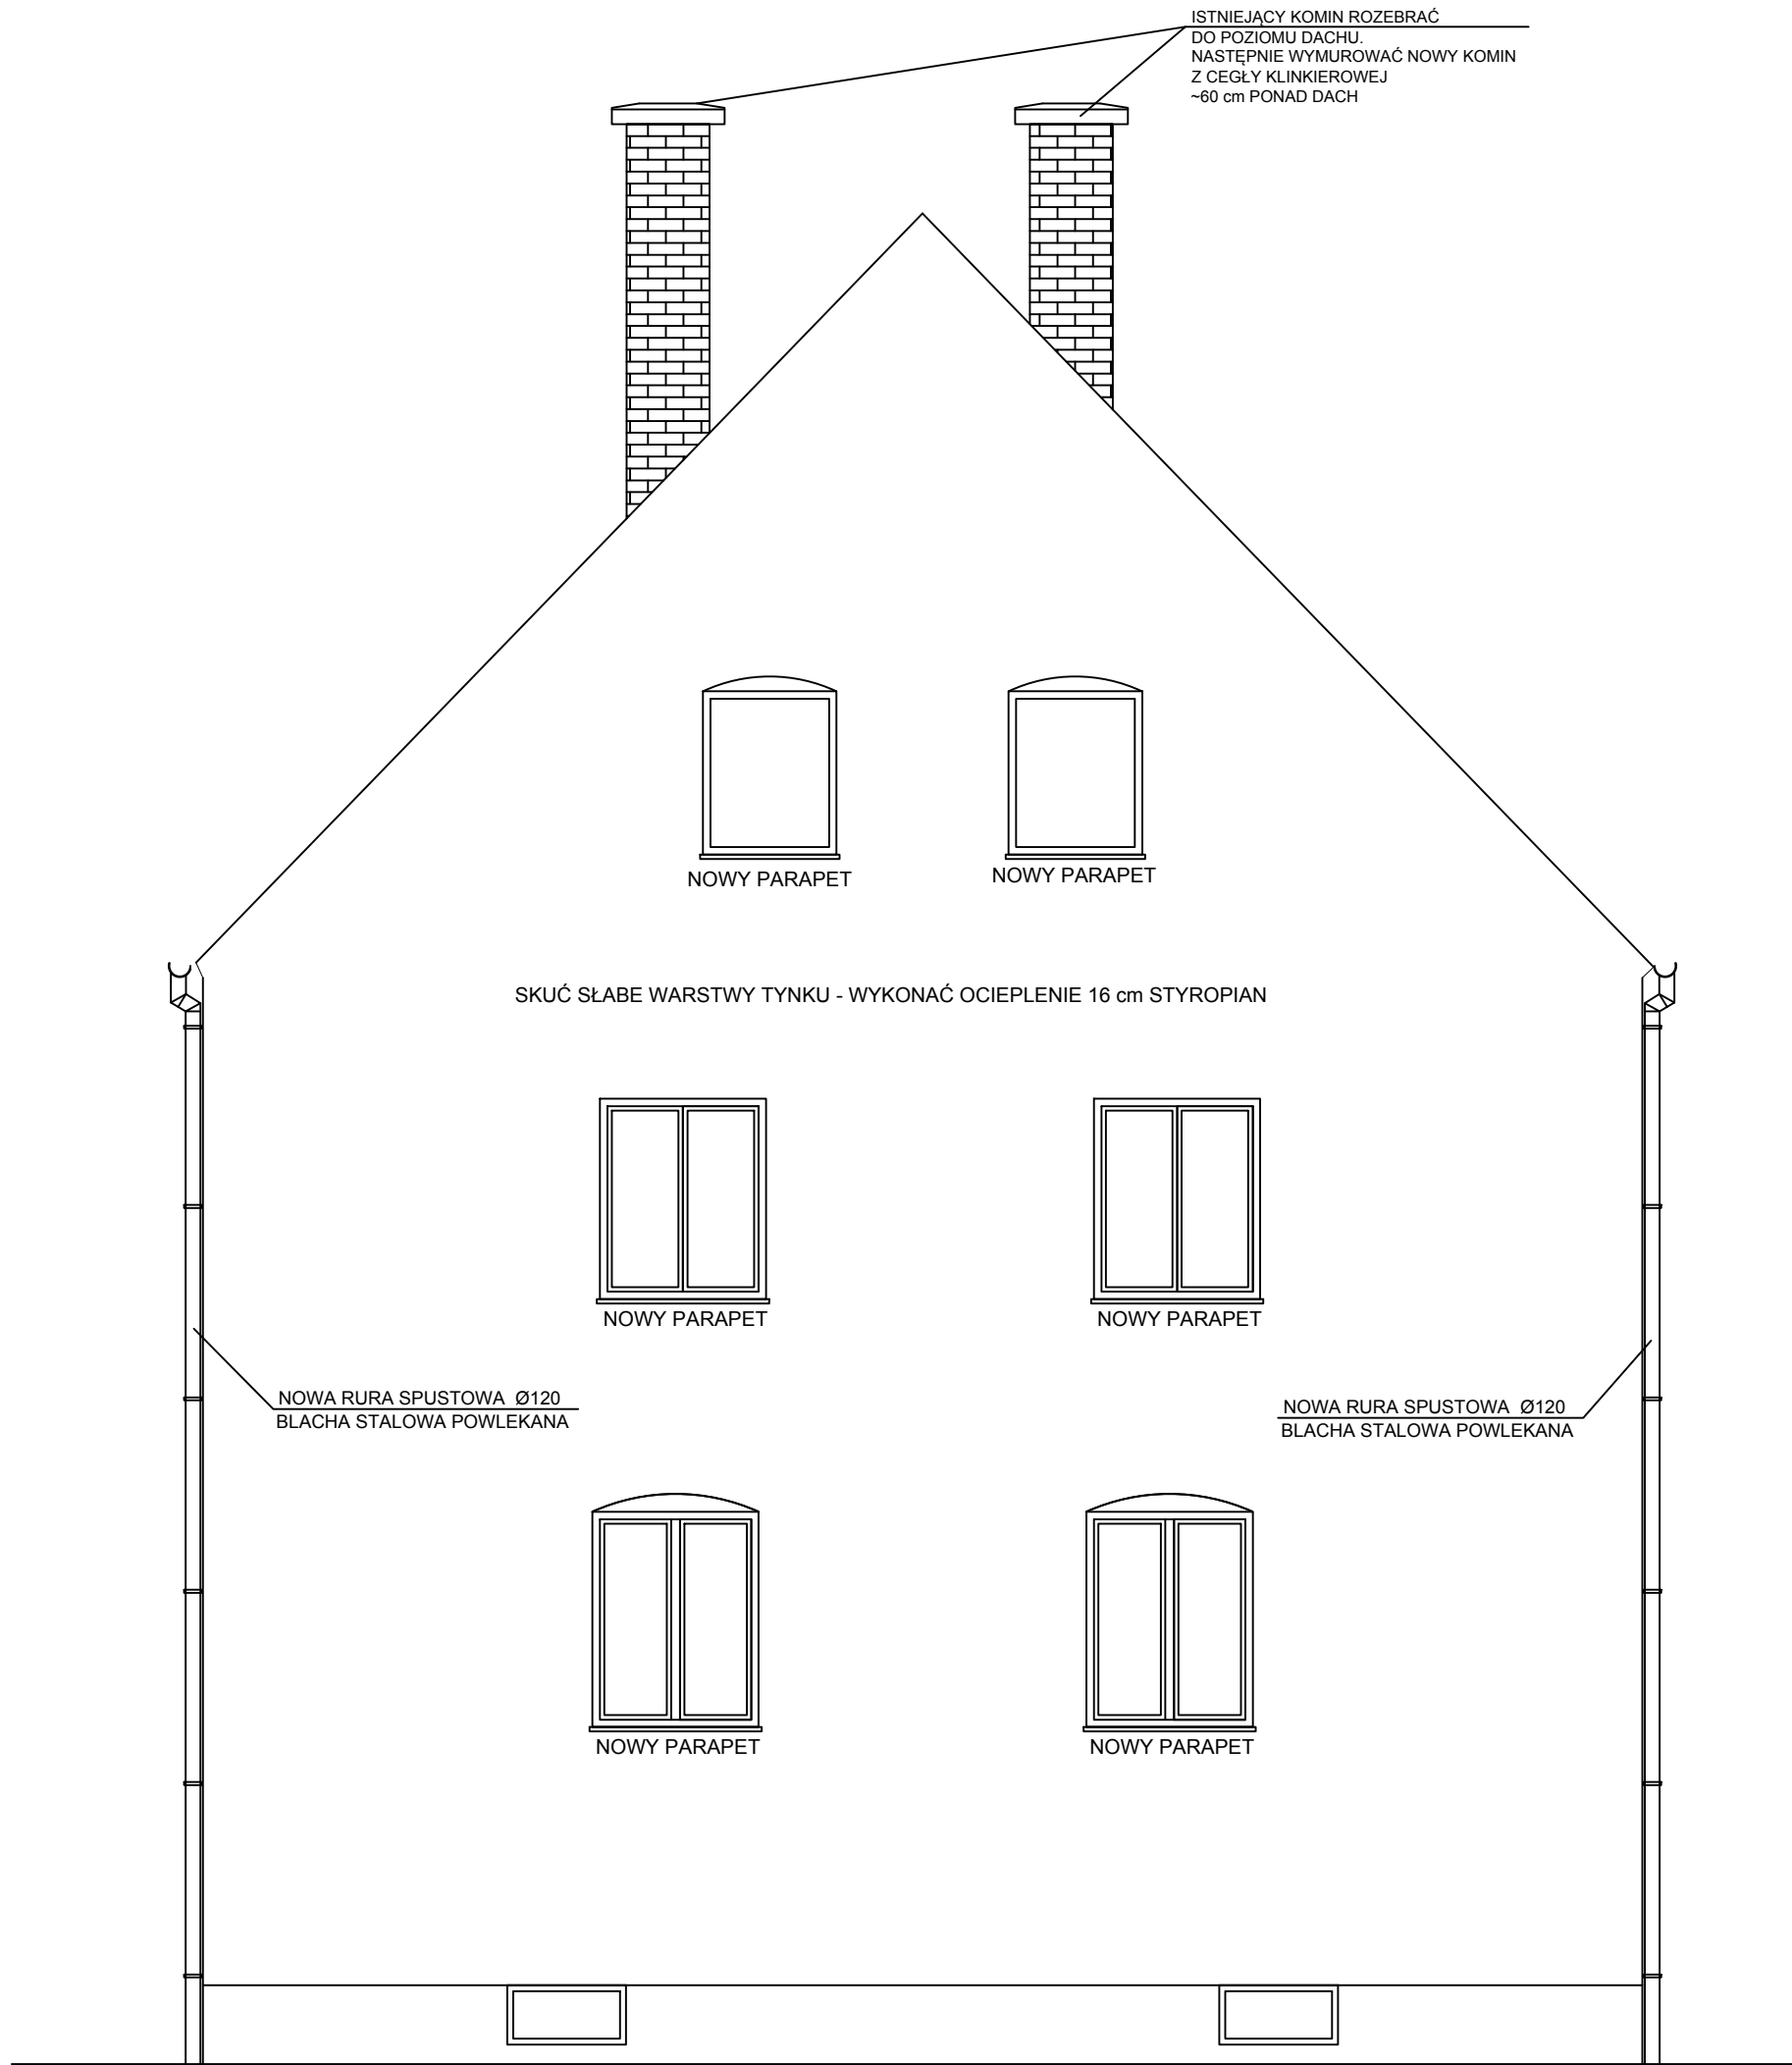 ISTNIEJĄCY KOMIN ROZEBRAĆ
DO POZIOMU DACHU.
NASTĘPNIE WYMUROWAĆ NOWY KOMIN
Z CEGŁY KLINKIEROWEJ
~60 cm PONAD DACH
NOWY PARAPET
NOWY PARAPET
SKUĆ SŁABE WARSTWY TYNKU - WYKONAĆ OCIEPLENIE 16 cm STYROPIAN
NOWY PARAPET
NOWY PARAPET
NOWA RURA SPUSTOWA Ø120
BLACHA STALOWA POWLEKANA
NOWA RURA SPUSTOWA Ø120
BLACHA STALOWA POWLEKANA
NOWY PARAPET
NOWY PARAPET